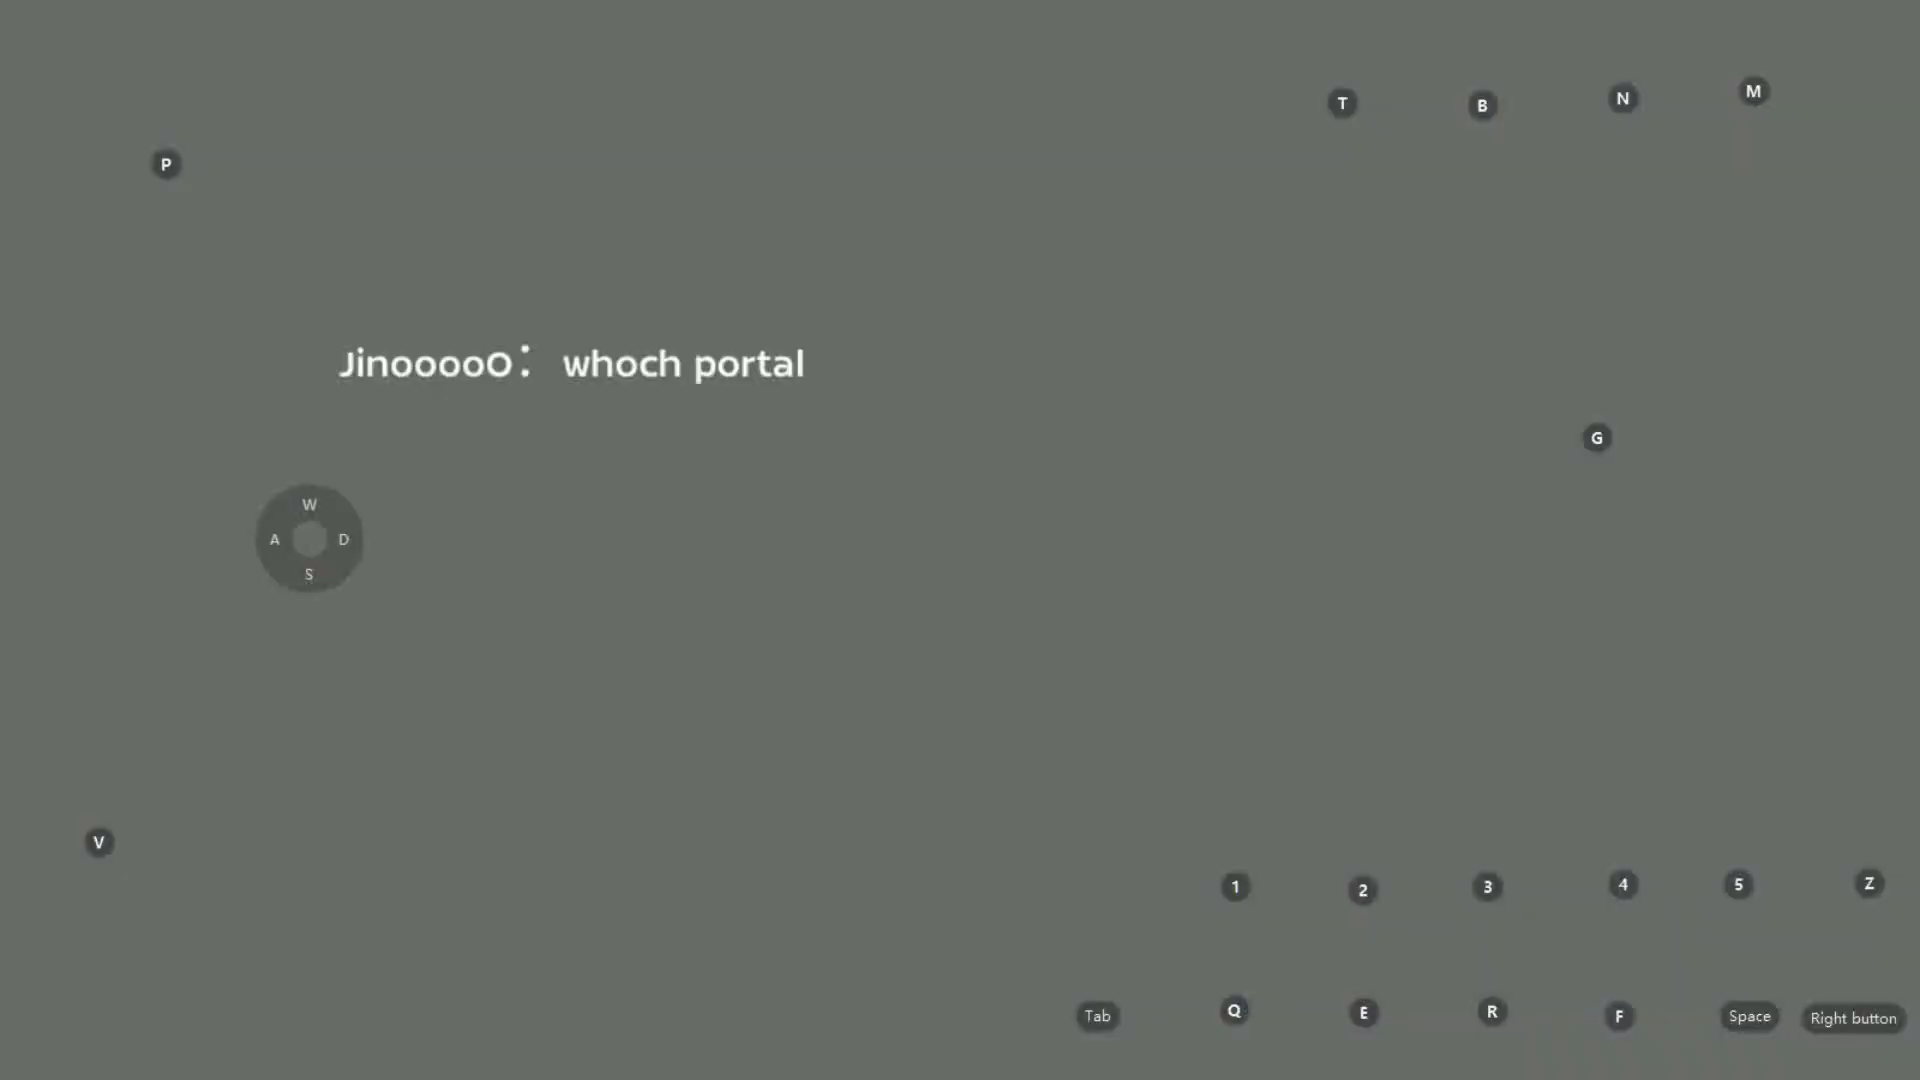 T B N M
P
JinooooO： whoch portal
G
W
A D
S
V
1 2 3 4 5 Z
Tab Q E R F Space Right button